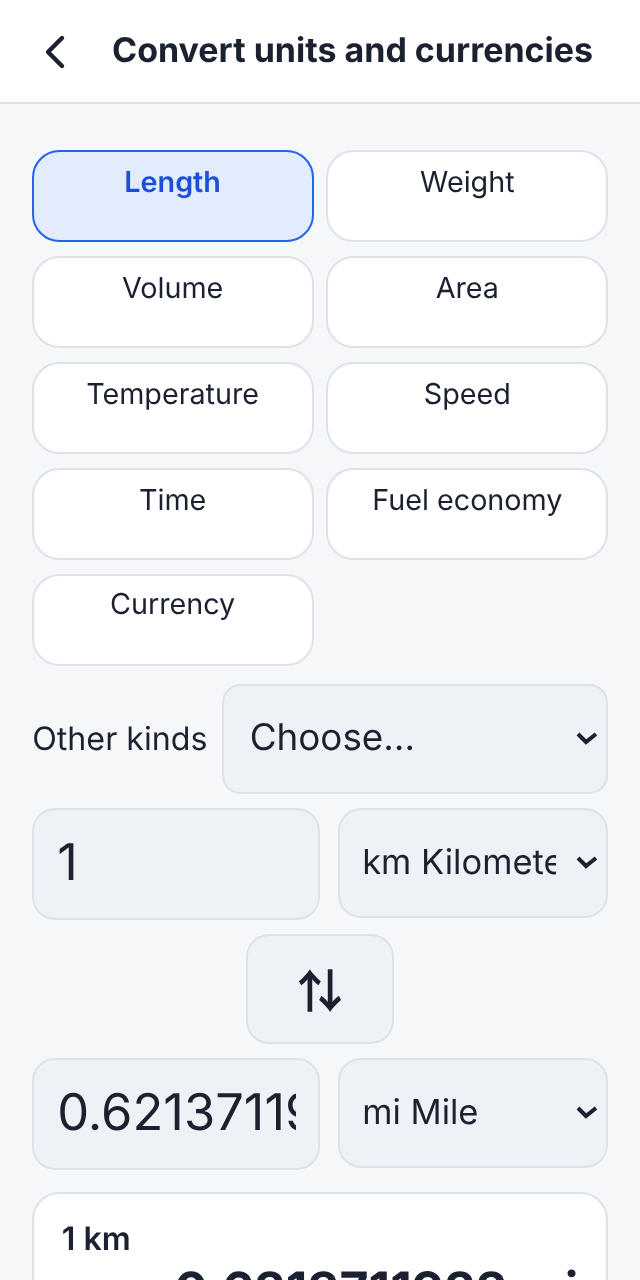 Convert units and currencies
Length
Weight
Volume
Area
Temperature
Speed
Time
Fuel economy
Currency
Other kinds
Choose...
1
km Kilomete
0.62137119
mi Mile
1 km